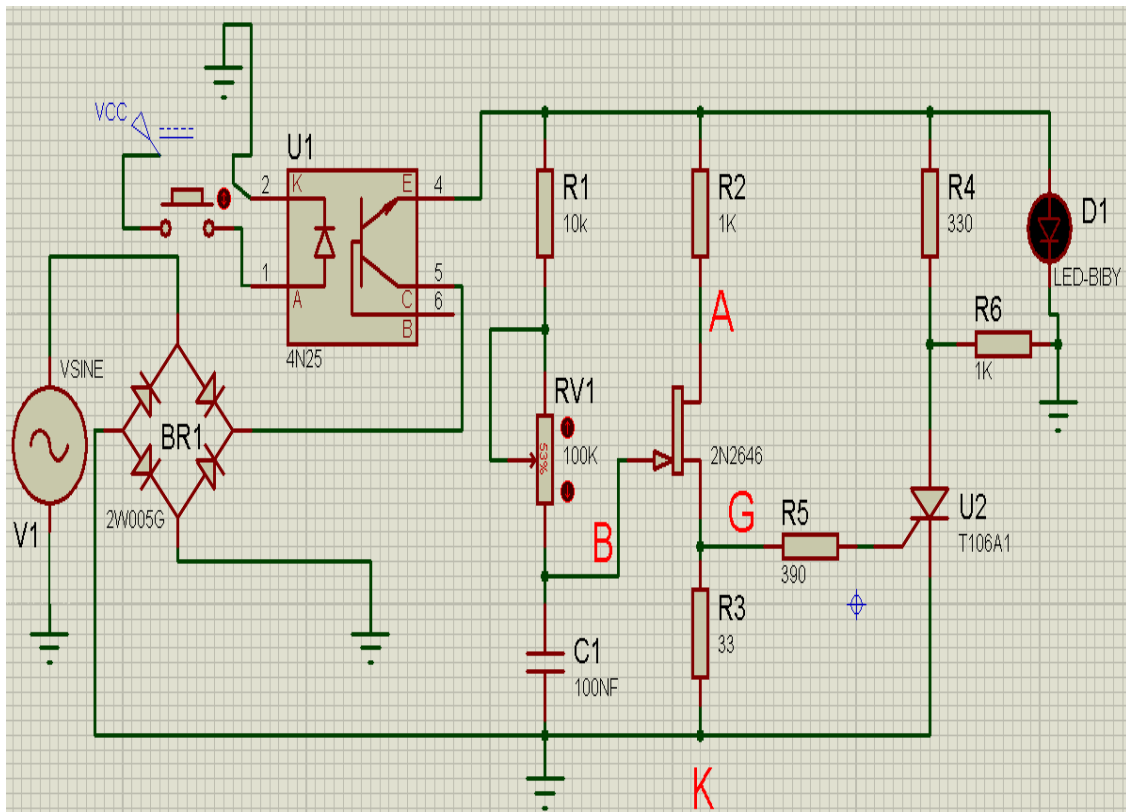 VCC
U1
2
K
E
4
1
A
C
5
B
6
4N25
R1
10k
R2
1K
R4
330
D1
LED-BIBY
A
R6
1K
VSINE
BR1
2W005G
V1
RV1
53%
100K
2N2646
B
G
R5
390
U2
T106A1
R3
33
C1
100NF
K